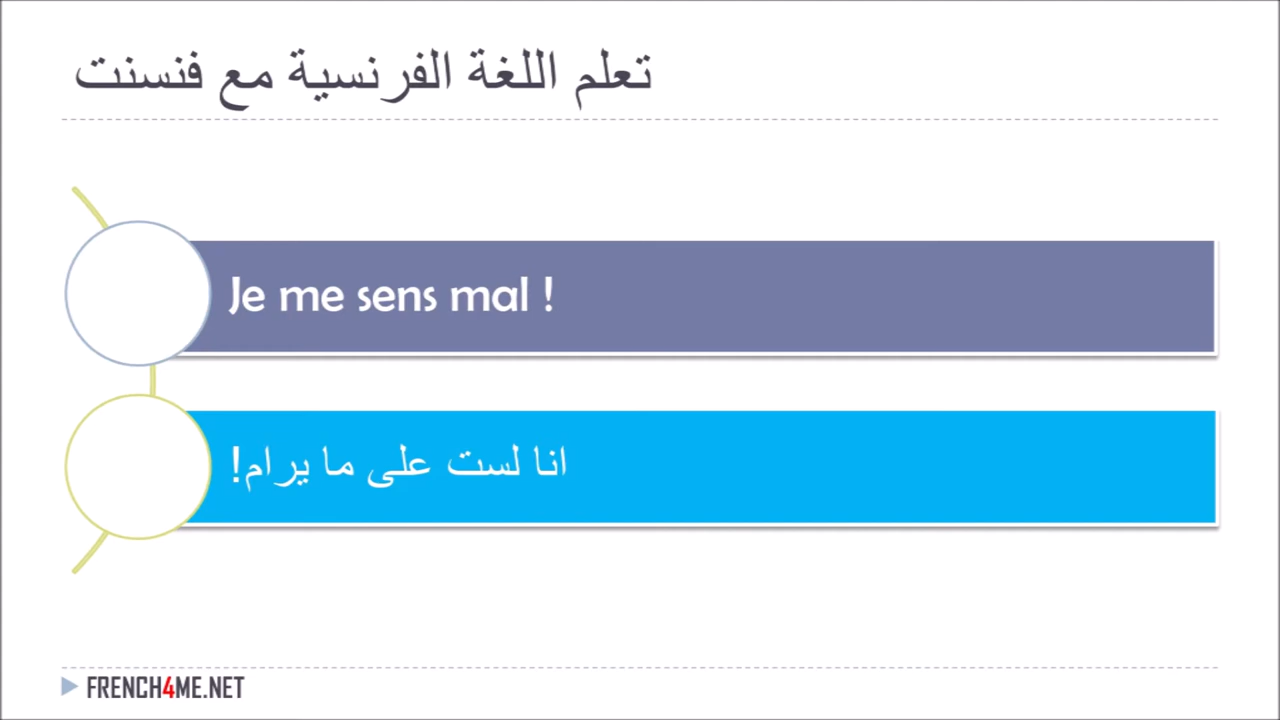 تعلم اللغة الفرنسية مع فنسنت
Je me sens mal !
انا لست على ما يرام!
FRENCH4ME.NET